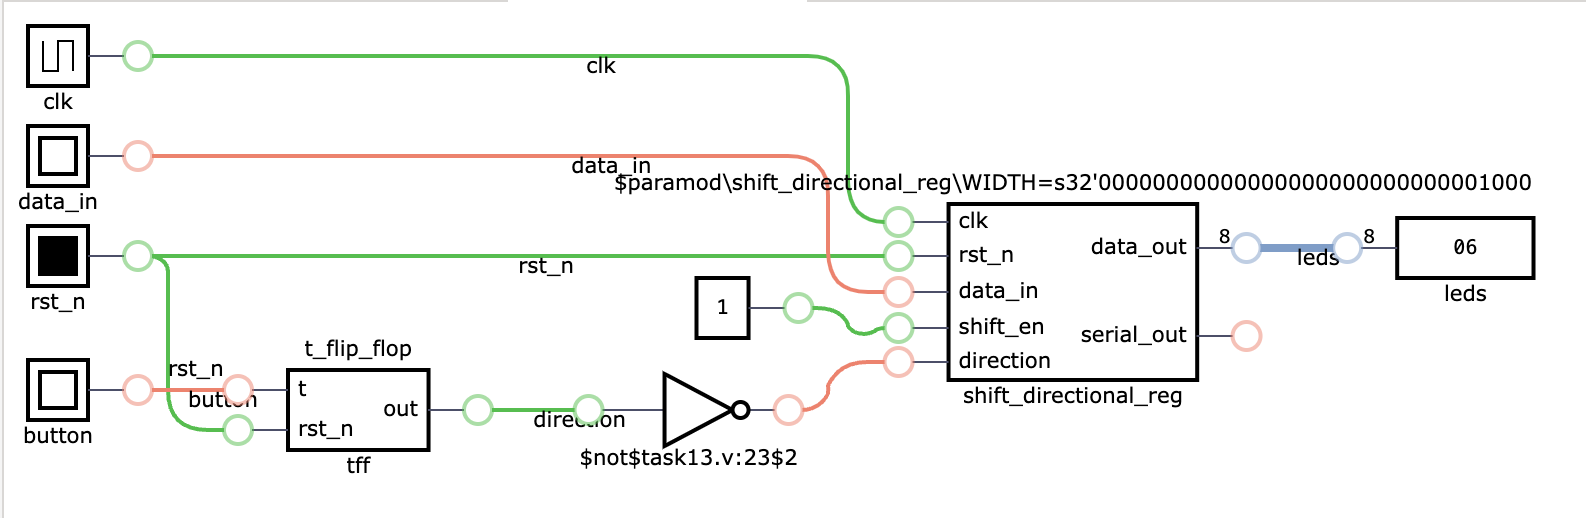 clk
clk
data_in
data_in
$paramod\shift_directional_reg\WIDTH=s32'00000000000000000000000000001000
clk
rst_n
data_in
shift_en
direction
data_out
serial_out
shift_directional_reg
8
8
leds
06
leds
rst_n
rst_n
1
t_flip_flop
rst_n
button
t
rst_n
out
tff
button
direction
$not$task13.v:23$2